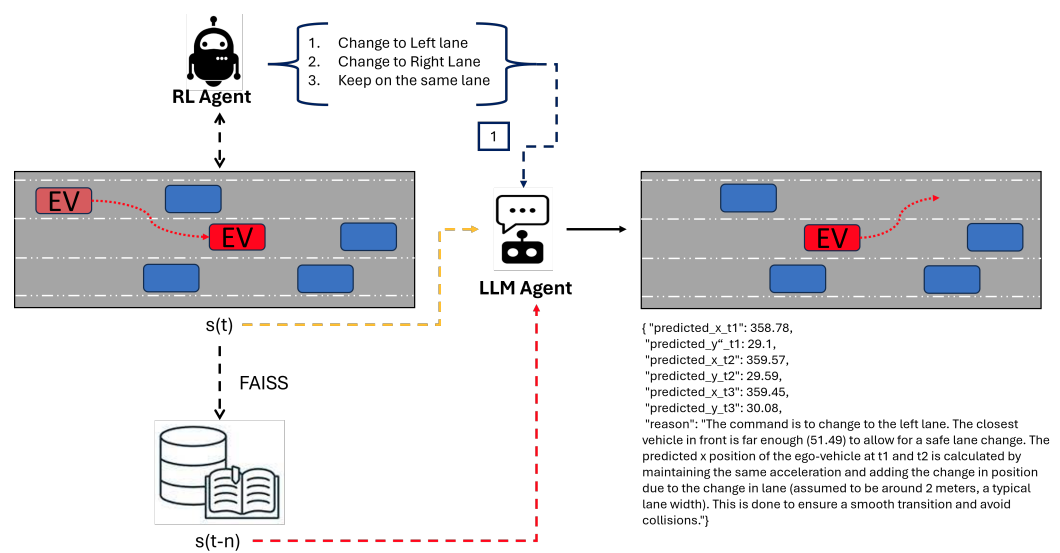 1. Change to Left lane
2. Change to Right Lane
3. Keep on the same lane
RL Agent
1
EV
EV
LLM Agent
s(t)
FAISS
s(t-n)
EV
{ "predicted_x_t1": 358.78,
"predicted_y“_t1: 29.1,
"predicted_x_t2": 359.57,
"predicted_y_t2": 29.59,
"predicted_x_t3": 359.45,
"predicted_y_t3": 30.08,
"reason": "The command is to change to the left lane. The closest
vehicle in front is far enough (51.49) to allow for a safe lane change. The
predicted x position of the ego-vehicle at t1 and t2 is calculated by
maintaining the same acceleration and adding the change in position
due to the change in lane (assumed to be around 2 meters, a typical
lane width). This is done to ensure a smooth transition and avoid
collisions."}